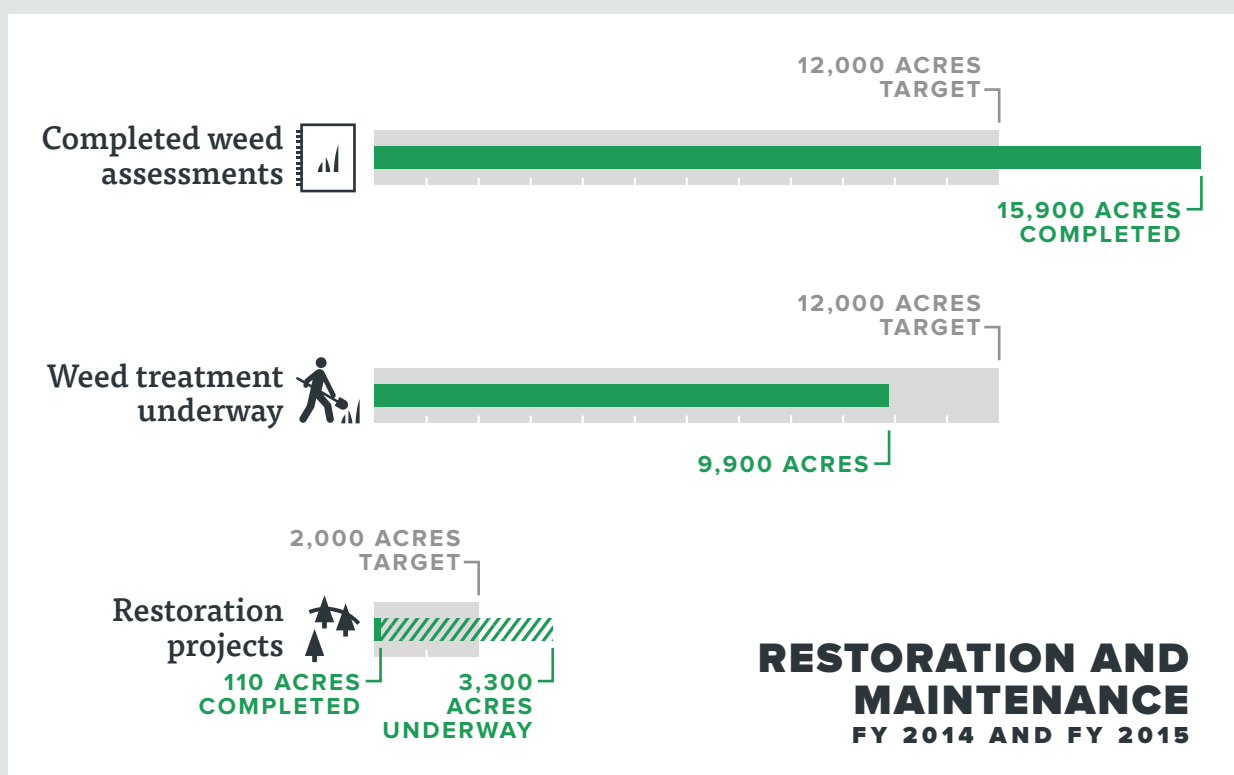 12,000 ACRES
TARGET
Completed weed
assessments
15,900 ACRES
COMPLETED
12,000 ACRES
TARGET
Weed treatment
underway
9,900 ACRES
2,000 ACRES
TARGET
Restoration
projects
110 ACRES
COMPLETED
3,300
ACRES
UNDERWAY
RESTORATION AND
MAINTENANCE
FY 2014 AND FY 2015